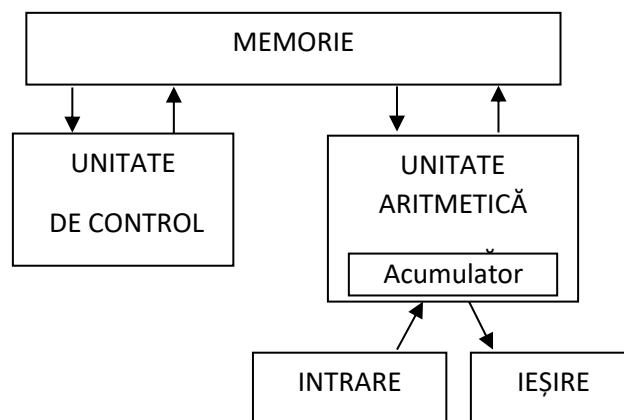 MEMORIE
UNITATE
DE CONTROL
UNITATE
ARITMETICĂ
Acumulator
INTRARE
IEȘIRE